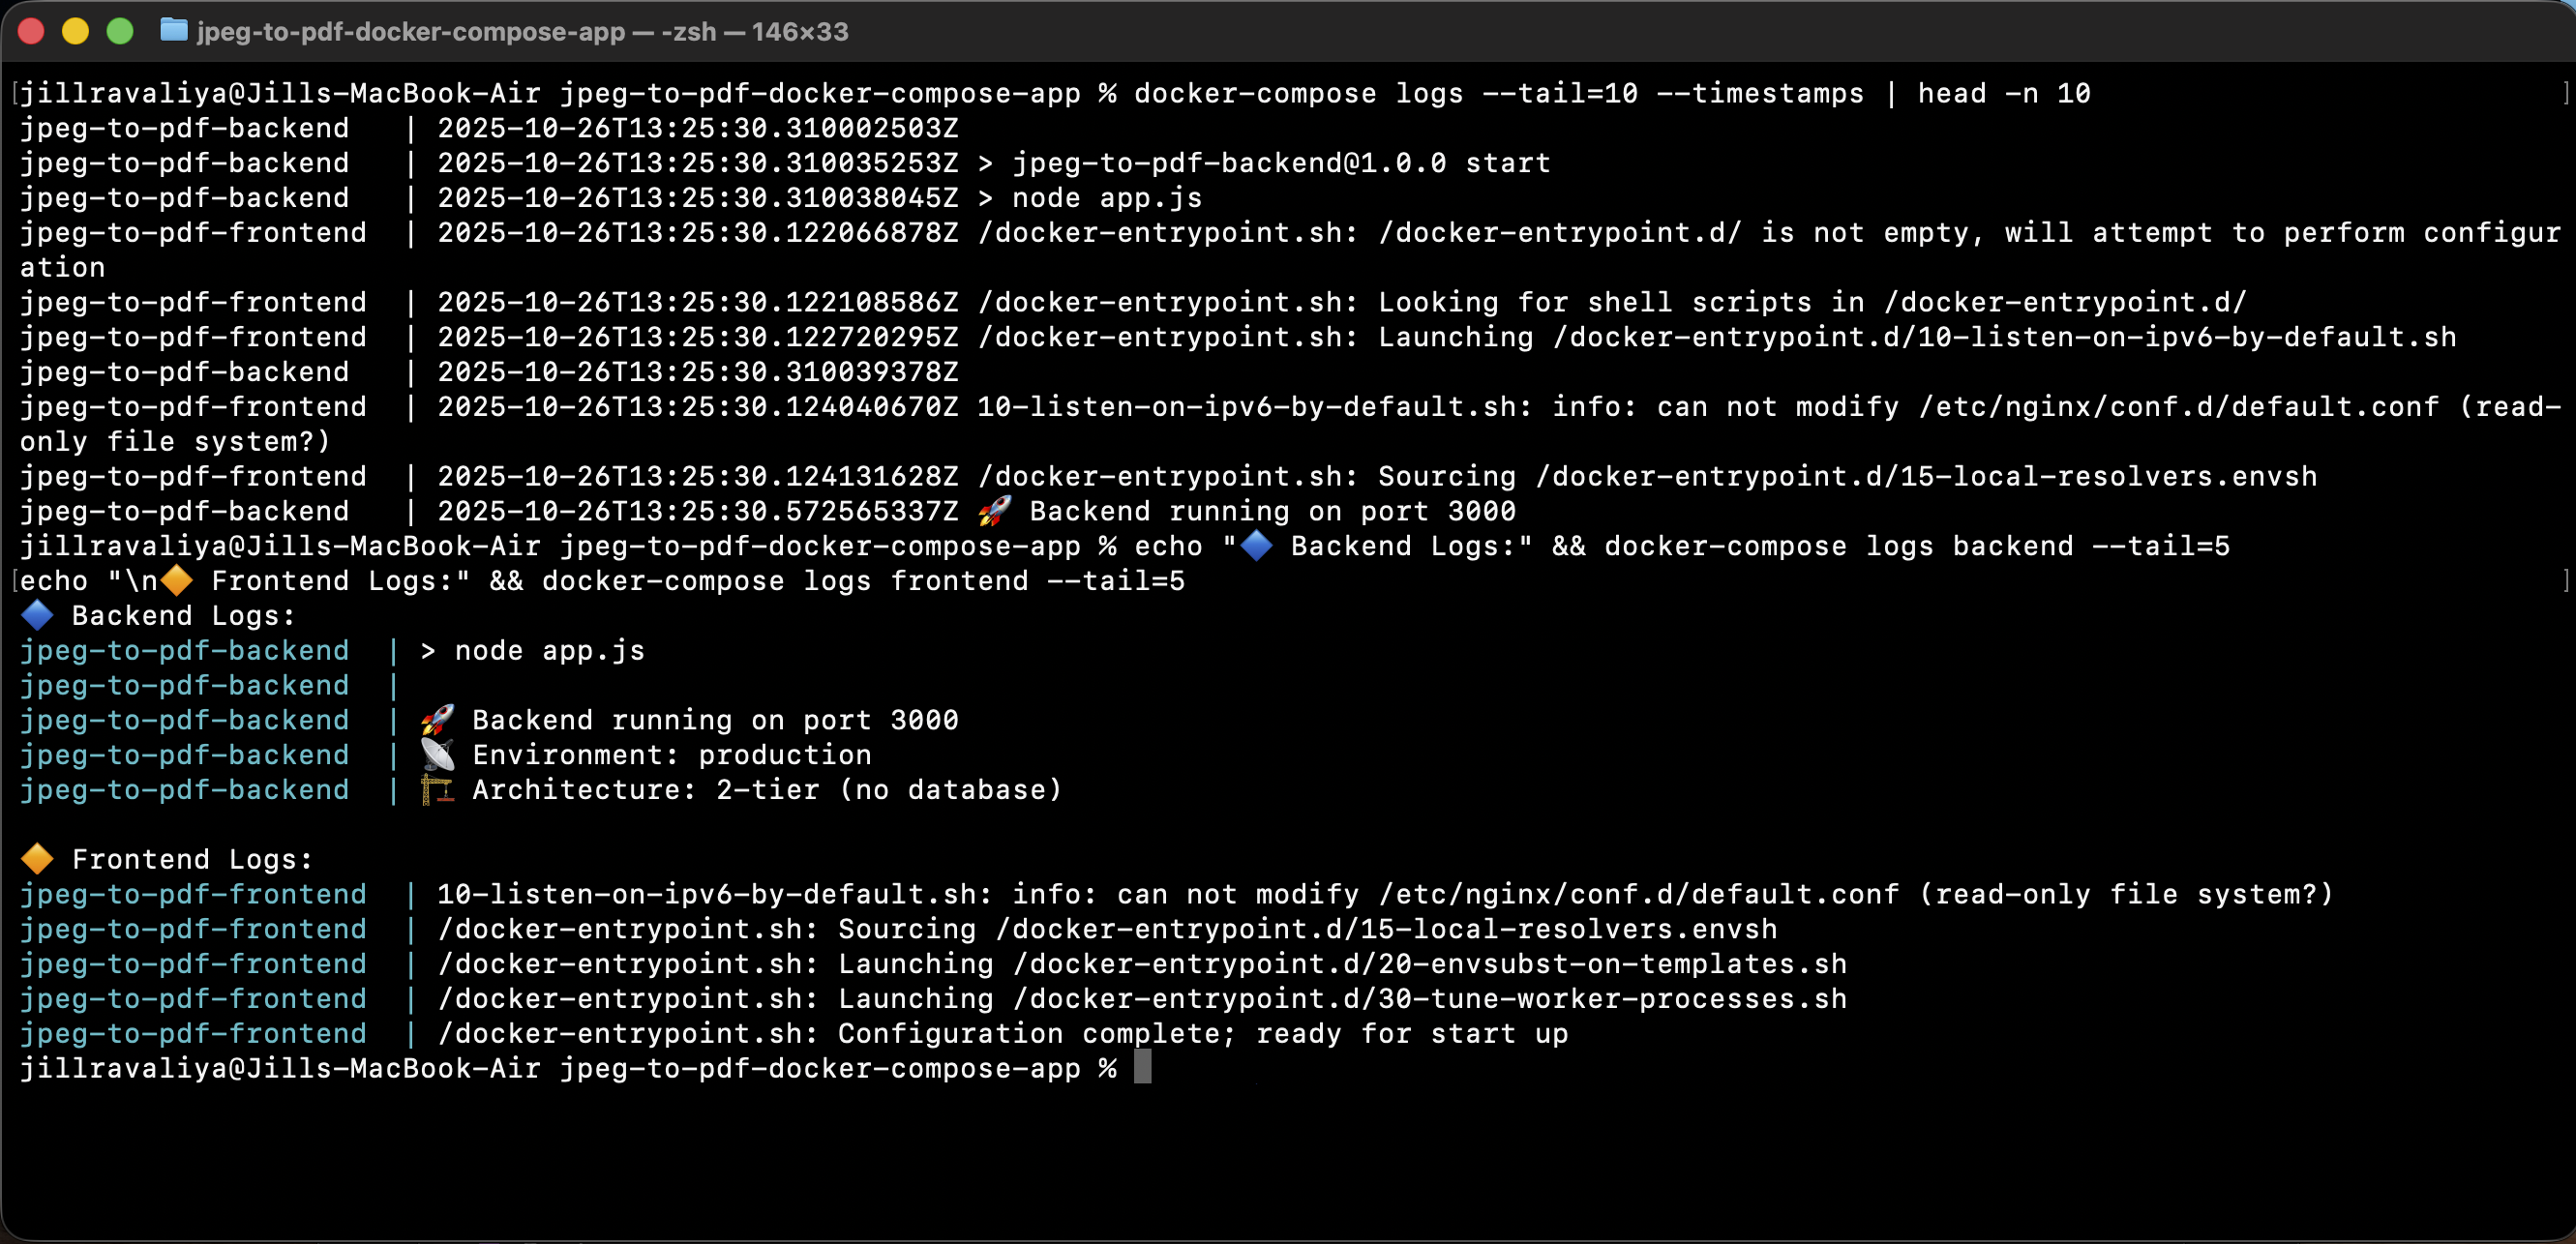 jpeg-to-pdf-docker-compose-app — -zsh — 146×33
[jillravaliya@Jills-MacBook-Air jpeg-to-pdf-docker-compose-app % docker-compose logs --tail=10 --timestamps | head -n 10 ]
jpeg-to-pdf-backend   | 2025-10-26T13:25:30.310002503Z
jpeg-to-pdf-backend   | 2025-10-26T13:25:30.310035253Z > jpeg-to-pdf-backend@1.0.0 start
jpeg-to-pdf-backend   | 2025-10-26T13:25:30.310038045Z > node app.js
jpeg-to-pdf-frontend  | 2025-10-26T13:25:30.122066878Z /docker-entrypoint.sh: /docker-entrypoint.d/ is not empty, will attempt to perform configur
ation
jpeg-to-pdf-frontend  | 2025-10-26T13:25:30.122108586Z /docker-entrypoint.sh: Looking for shell scripts in /docker-entrypoint.d/
jpeg-to-pdf-frontend  | 2025-10-26T13:25:30.122720295Z /docker-entrypoint.sh: Launching /docker-entrypoint.d/10-listen-on-ipv6-by-default.sh
jpeg-to-pdf-backend   | 2025-10-26T13:25:30.310039378Z
jpeg-to-pdf-frontend  | 2025-10-26T13:25:30.124040670Z 10-listen-on-ipv6-by-default.sh: info: can not modify /etc/nginx/conf.d/default.conf (read-
only file system?)
jpeg-to-pdf-frontend  | 2025-10-26T13:25:30.124131628Z /docker-entrypoint.sh: Sourcing /docker-entrypoint.d/15-local-resolvers.envsh
jpeg-to-pdf-backend   | 2025-10-26T13:25:30.572565337Z 🚀 Backend running on port 3000
jillravaliya@Jills-MacBook-Air jpeg-to-pdf-docker-compose-app % echo "🔷 Backend Logs:" && docker-compose logs backend --tail=5
[echo "\n🔶 Frontend Logs:" && docker-compose logs frontend --tail=5 ]
🔷 Backend Logs:
jpeg-to-pdf-backend  | > node app.js
jpeg-to-pdf-backend  |
jpeg-to-pdf-backend  | 🚀 Backend running on port 3000
jpeg-to-pdf-backend  | 📡 Environment: production
jpeg-to-pdf-backend  | 🏗️ Architecture: 2-tier (no database)
🔶 Frontend Logs:
jpeg-to-pdf-frontend  | 10-listen-on-ipv6-by-default.sh: info: can not modify /etc/nginx/conf.d/default.conf (read-only file system?)
jpeg-to-pdf-frontend  | /docker-entrypoint.sh: Sourcing /docker-entrypoint.d/15-local-resolvers.envsh
jpeg-to-pdf-frontend  | /docker-entrypoint.sh: Launching /docker-entrypoint.d/20-envsubst-on-templates.sh
jpeg-to-pdf-frontend  | /docker-entrypoint.sh: Launching /docker-entrypoint.d/30-tune-worker-processes.sh
jpeg-to-pdf-frontend  | /docker-entrypoint.sh: Configuration complete; ready for start up
jillravaliya@Jills-MacBook-Air jpeg-to-pdf-docker-compose-app %